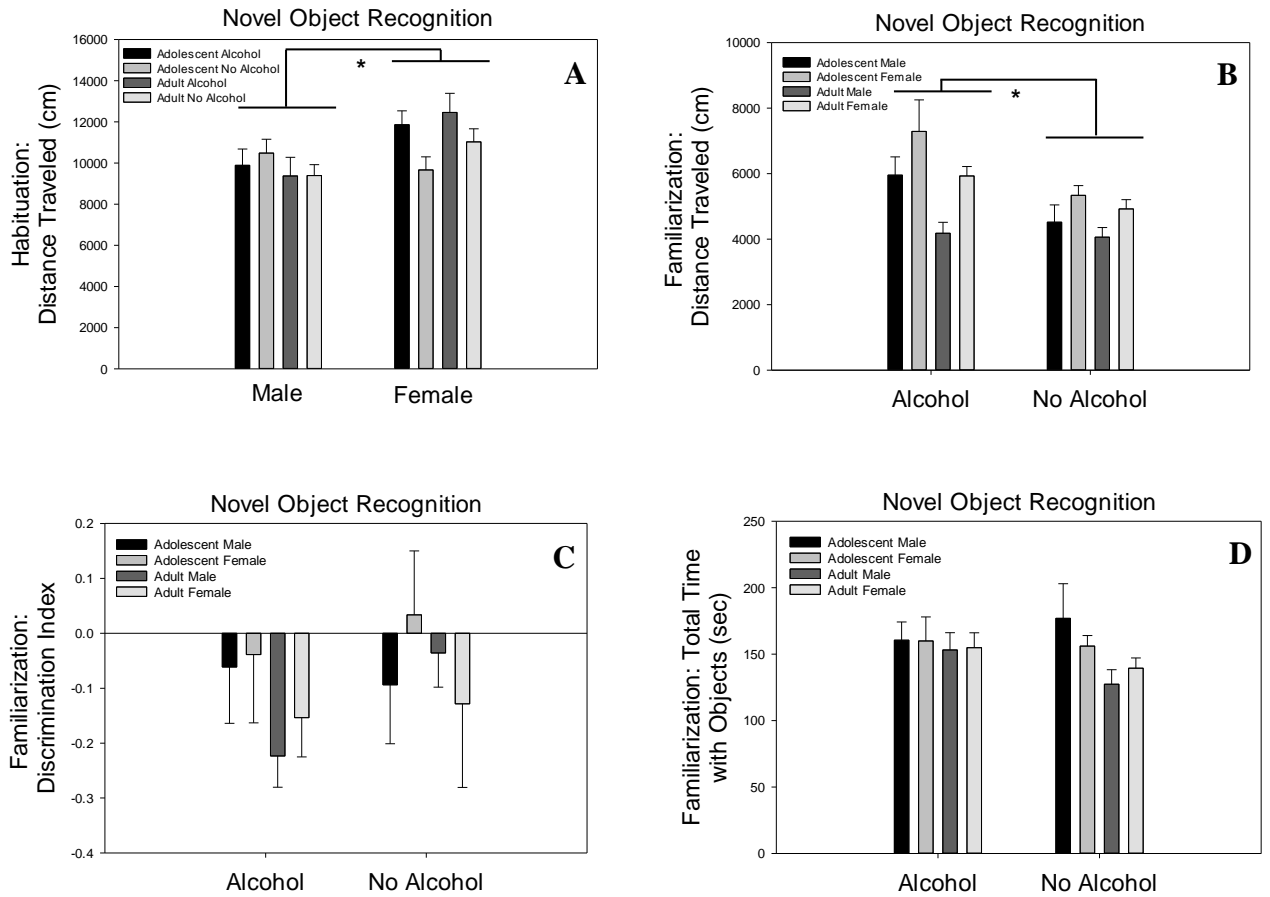 Novel Object Recognition
Habituation:
Distance Traveled (cm)
16000
14000
12000
10000
8000
6000
4000
2000
0
Adolescent Alcohol
Adolescent No Alcohol
Adult Alcohol
Adult No Alcohol
*
A
Male
Female
Novel Object Recognition
Familiarization:
Distance Traveled (cm)
10000
8000
6000
4000
2000
0
Adolescent Male
Adolescent Female
Adult Male
Adult Female
*
B
Alcohol
No Alcohol
Novel Object Recognition
Familiarization:
Discrimination Index
0.2
0.1
0.0
-0.1
-0.2
-0.3
-0.4
Adolescent Male
Adolescent Female
Adult Male
Adult Female
C
Alcohol
No Alcohol
Novel Object Recognition
Familiarization: Total Time
with Objects (sec)
250
200
150
100
50
0
Adolescent Male
Adolescent Female
Adult Male
Adult Female
D
Alcohol
No Alcohol